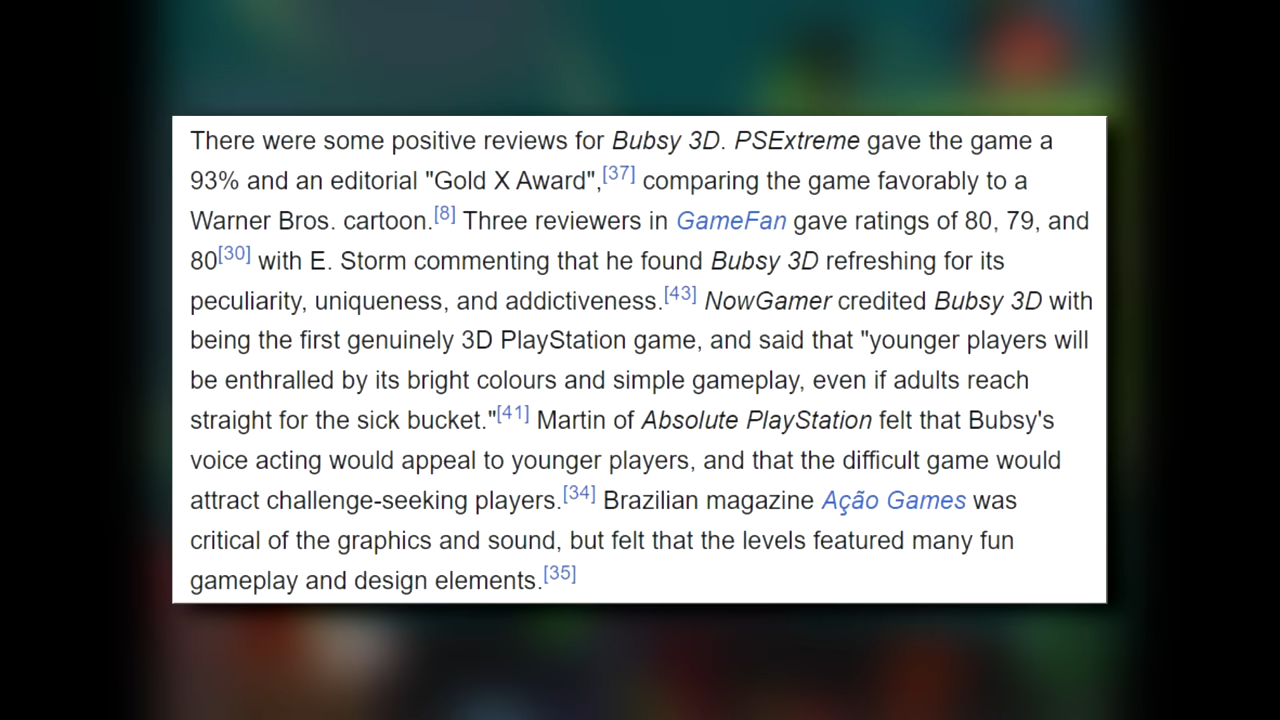 There were some positive reviews for Bubsy 3D. PSExtreme gave the game a
93% and an editorial "Gold X Award",[37] comparing the game favorably to a
Warner Bros. cartoon.[8] Three reviewers in GameFan gave ratings of 80, 79, and
80[30] with E. Storm commenting that he found Bubsy 3D refreshing for its
peculiarity, uniqueness, and addictiveness.[43] NowGamer credited Bubsy 3D with
being the first genuinely 3D PlayStation game, and said that "younger players will
be enthralled by its bright colours and simple gameplay, even if adults reach
straight for the sick bucket."[41] Martin of Absolute PlayStation felt that Bubsy's
voice acting would appeal to younger players, and that the difficult game would
attract challenge-seeking players.[34] Brazilian magazine Ação Games was
critical of the graphics and sound, but felt that the levels featured many fun
gameplay and design elements.[35]